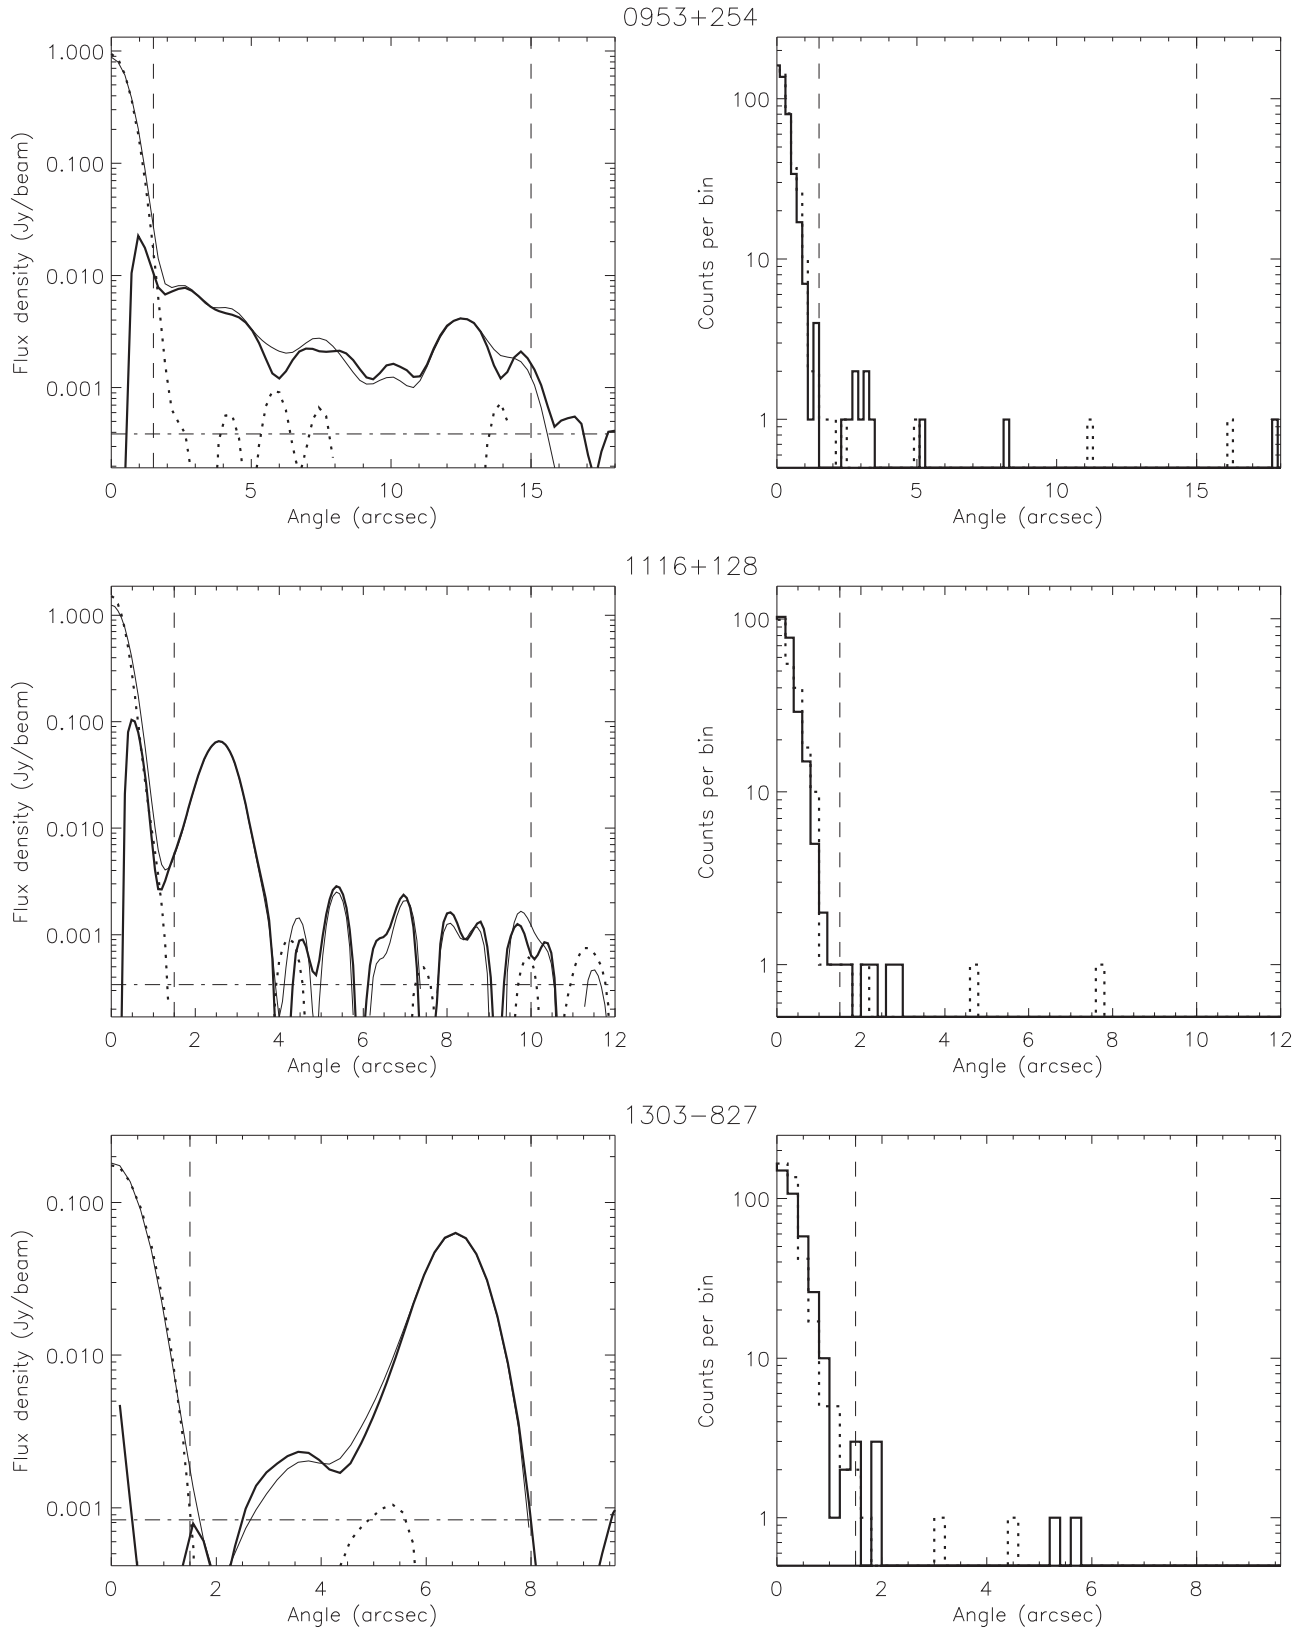 0953+254
1.000
0.100
0.010
0.001
Flux density (Jy/beam)
0 5 10 15
Angle (arcsec)
100
10
1
Counts per bin
0 5 10 15
Angle (arcsec)
1116+128
1.000
0.100
0.010
0.001
Flux density (Jy/beam)
0 2 4 6 8 10 12
Angle (arcsec)
100
10
1
Counts per bin
0 2 4 6 8 10 12
Angle (arcsec)
1303−827
0.100
0.010
0.001
Flux density (Jy/beam)
0 2 4 6 8
Angle (arcsec)
100
10
1
Counts per bin
0 2 4 6 8
Angle (arcsec)